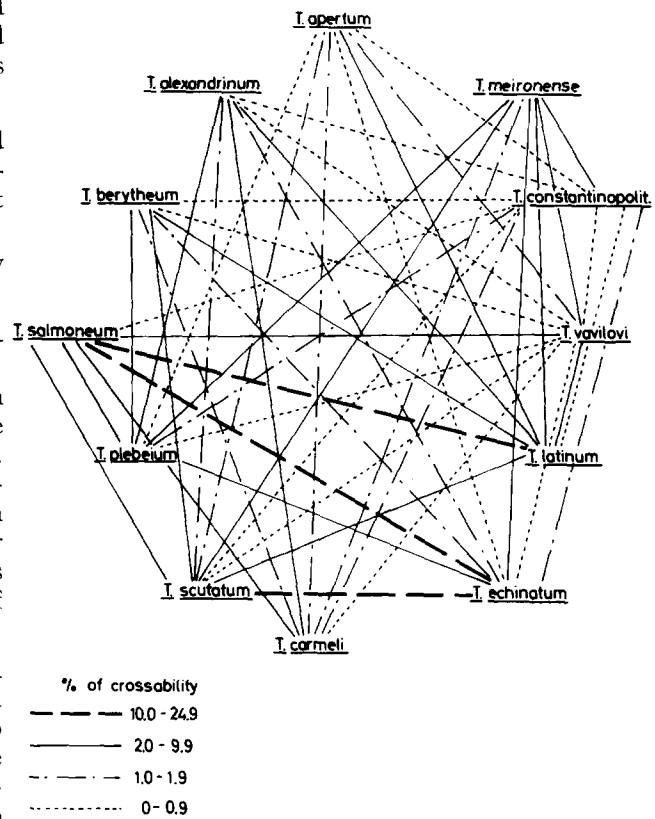 T. apertum
T. alexandrinum
T. meironense
T. berytheum
T. constantinopolit.
T. salmoneum
T. vavilovi
T. plebeium
T. latinum
T. scutatum
T. echinatum
T. carmeli
% of crossability
10.0 - 24.9
2.0 - 9.9
1.0 - 1.9
0 - 0.9